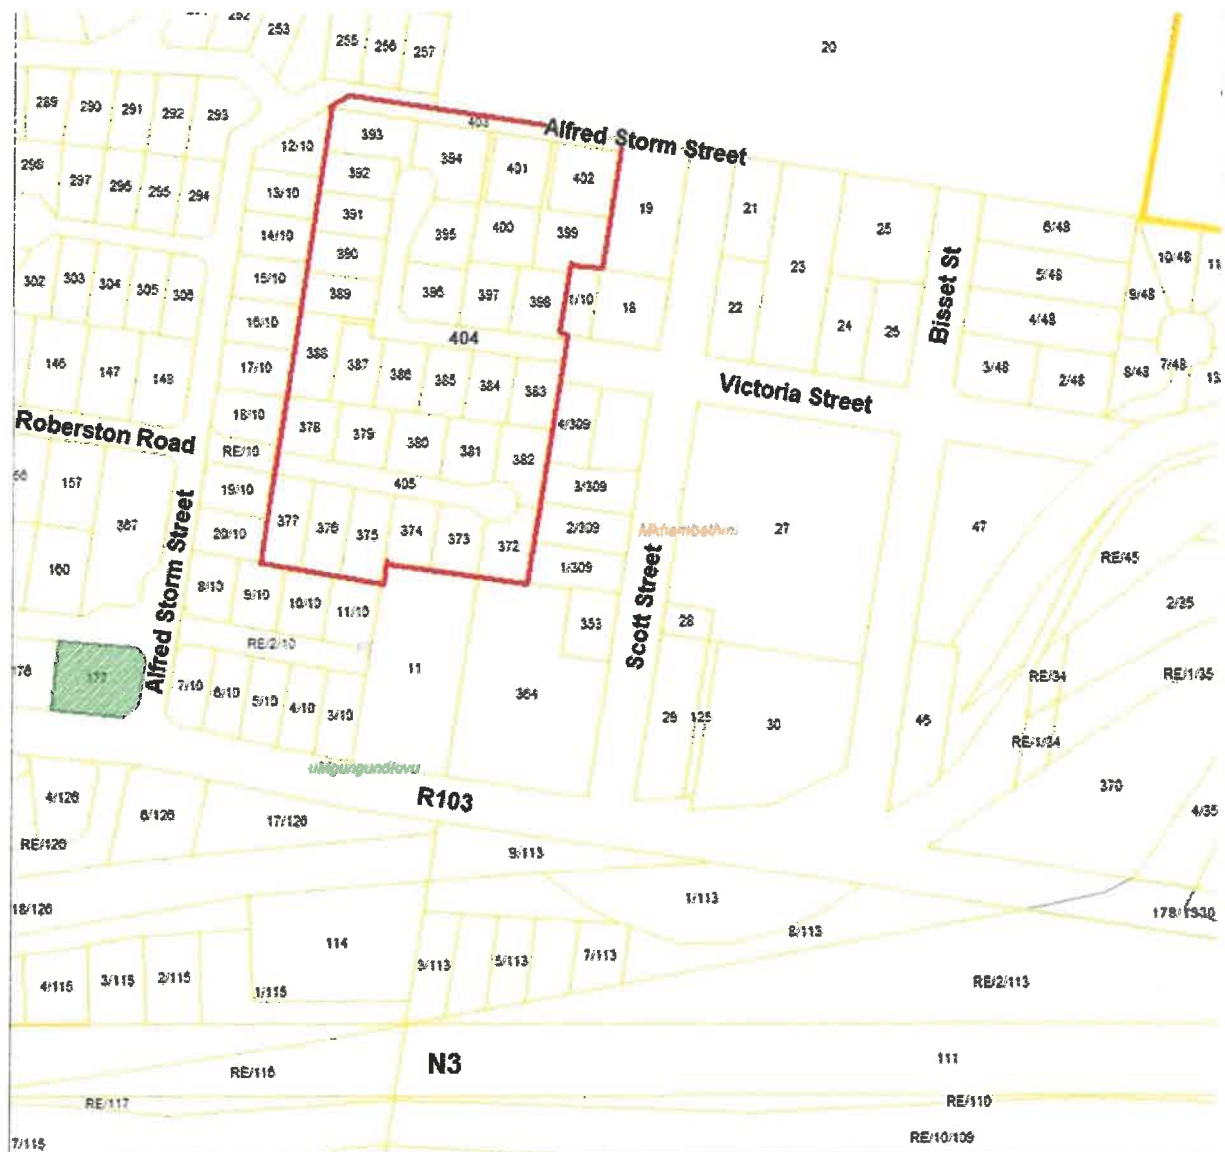 252
253
255 256 257
20
289 290 291 292 293
403
Alfred Storm Street
12/10 393 394 401 402
298 297 296 295 294
392
13/10 391 19 21 25
14/10 390 395 400 399 23 6/48
302 303 304 305 306
15/10 389 396 397 398 1/10 18 22
Bisset St
5/48 9/48 10/48
16/10 404 24 26 4/48
146 147 148
17/10 388 387 386 385 384 383
3/48 2/48 8/48 7/48
Victoria Street
18/10 378 379 380 381 382 4/309
Roberston Road
RE/10
157 19/10 405 3/309
367
377 376 375 374 373 372 2/309
Mkhambathini
27 47
160 20/10 1/309
RE/45
Alfred Storm Street
8/10 9/10 10/10 11/10
2/25
353 28
Scott Street
RE/2/10
176 177
7/10 6/10 5/10 4/10 3/10
11 364
RE/34 RE/1/35
29 125 30 46
RE/1/34
uMgungundlovu
R103
370
4/126 6/126 17/126
4/35
RE/126
9/113
1/113
18/126
178/1330
8/113
114
4/115 3/115 2/115 1/115
3/113 5/113 7/113
RE/2/113
N3
111
RE/116
RE/117
RE/110
7/115
RE/10/109